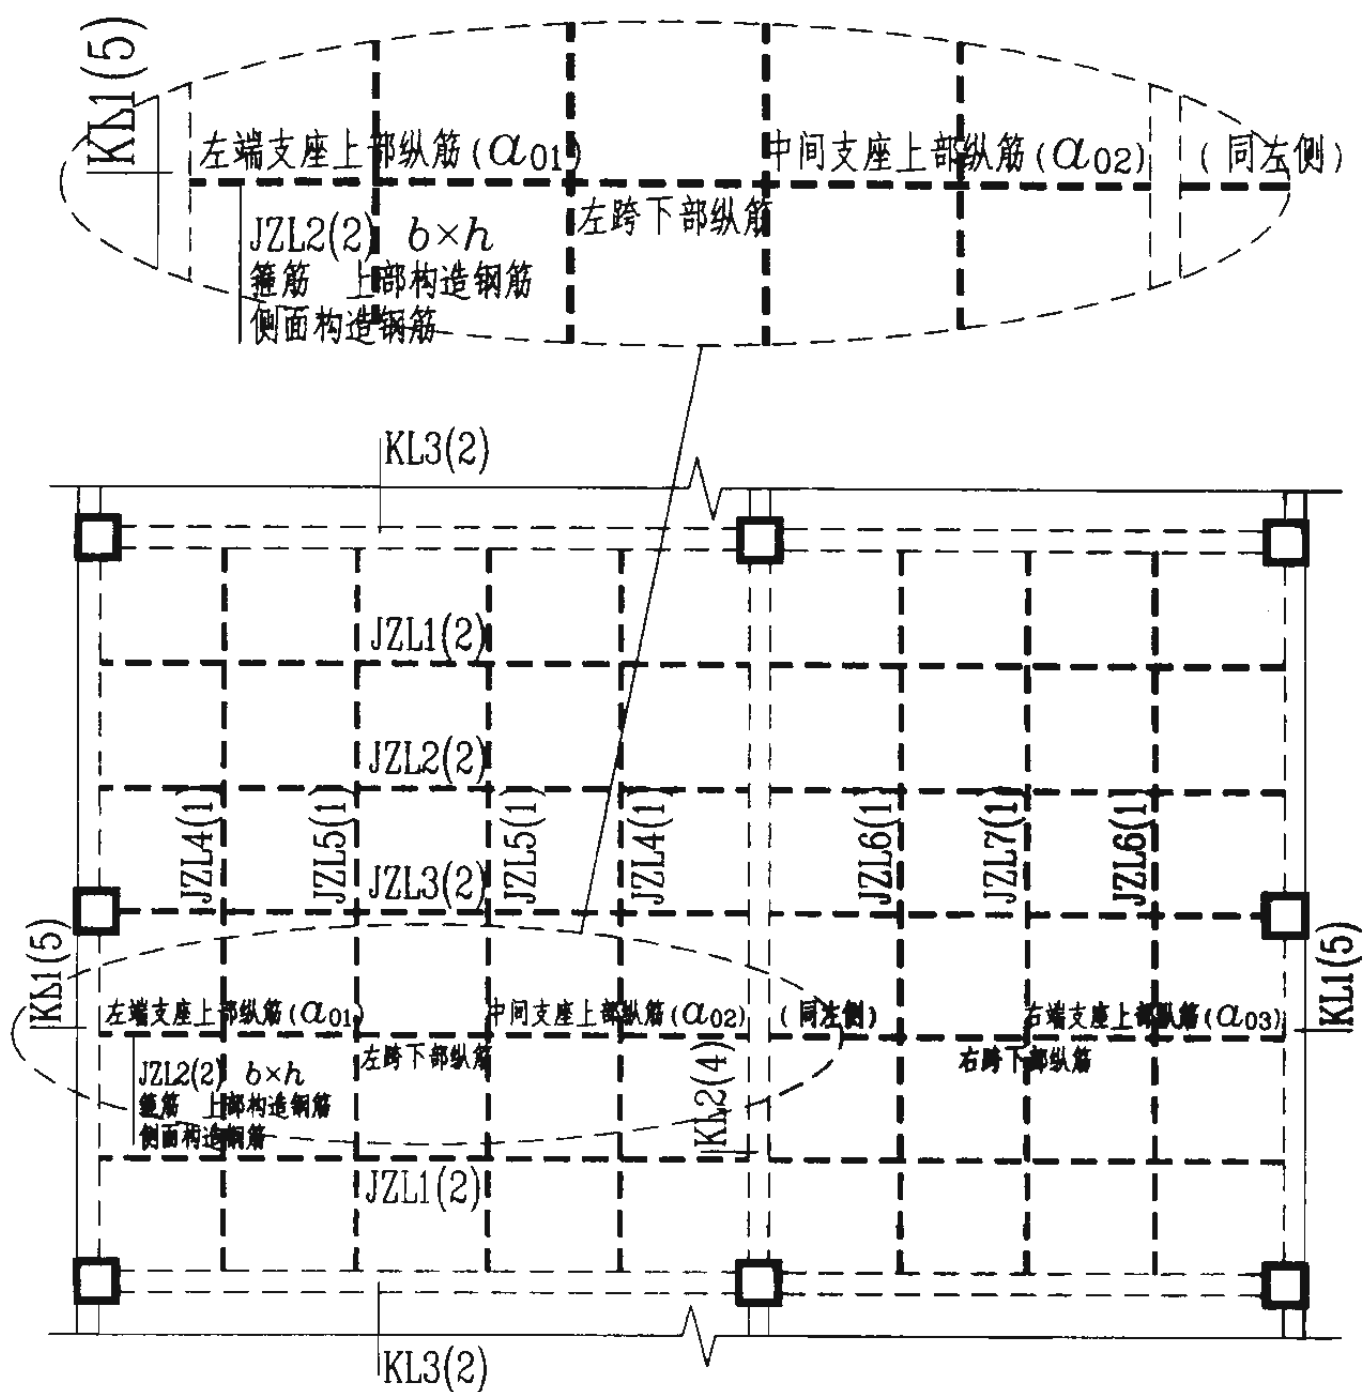 KL1(5)
左端支座上部纵筋(α01)
中间支座上部纵筋(α02)
(同左侧)
左跨下部纵筋
JZL2(2) b×h
箍筋 上部构造钢筋
侧面构造钢筋
KL3(2)
JZL1(2)
JZL2(2)
JZL4(1)
JZL5(1)
JZL5(1)
JZL4(1)
JZL6(1)
JZL7(1)
JZL6(1)
JZL3(2)
KL1(5)
KL1(5)
左端支座上部纵筋(α01)
中间支座上部纵筋(α02)
(同左侧)
右端支座上部纵筋(α03)
左跨下部纵筋
右跨下部纵筋
JZL2(2) b×h
箍筋 上部构造钢筋
侧面构造钢筋
KL2(4)
JZL1(2)
KL3(2)